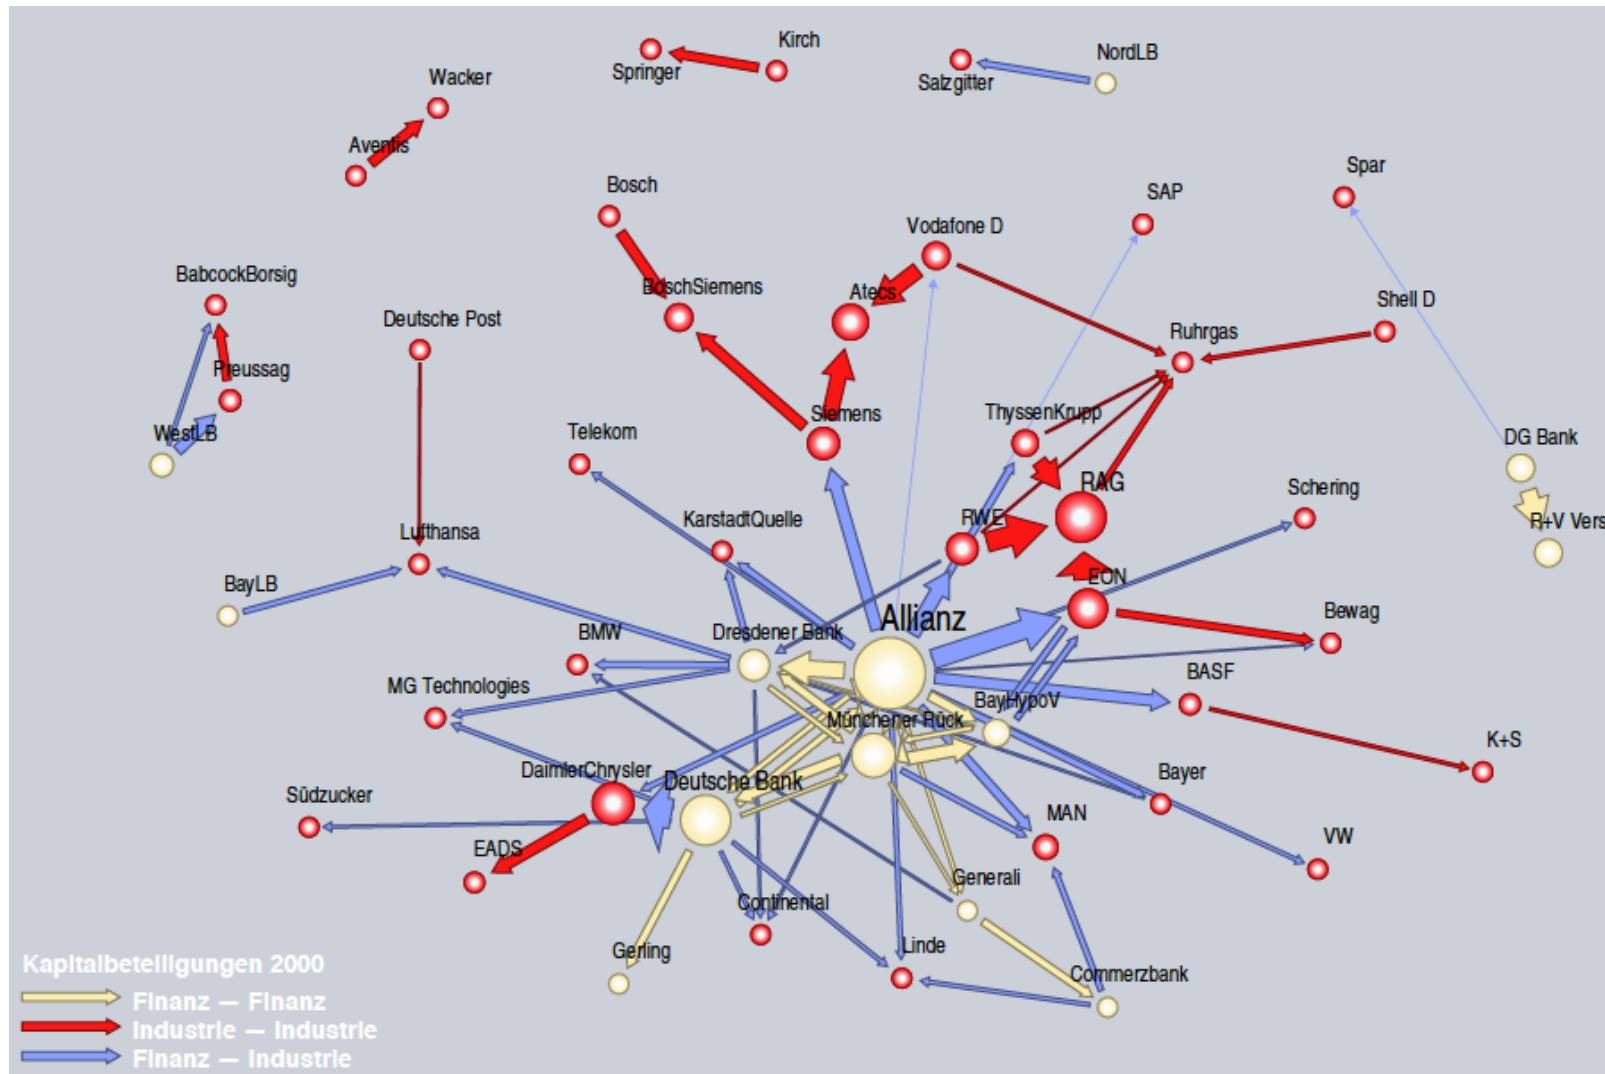 Kirch
Springer
NordLB
Salzgitter
Wacker
Aventis
Spar
Bosch
SAP
Vodafone D
BabcockBorsig
BoschSiemens
Atecs
Shell D
Deutsche Post
Ruhrgas
Preussag
Siemens
ThyssenKrupp
WestLB
Telekom
DG Bank
RAG
Schering
KarstadtQuelle
RWE
R+V Vers
Lufthansa
BayLB
EON
Bewag
Allianz
BMW
Dresdener Bank
BASF
MG Technologies
BayHypoV
Münchener Rück
K+S
DaimlerChrysler
Deutsche Bank
Bayer
Südzucker
MAN
VW
EADS
Generali
Continental
Gerling
Linde
Commerzbank
Kapitalbeteiligungen 2000
Finanz — Finanz
Industrie — Industrie
Finanz — Industrie